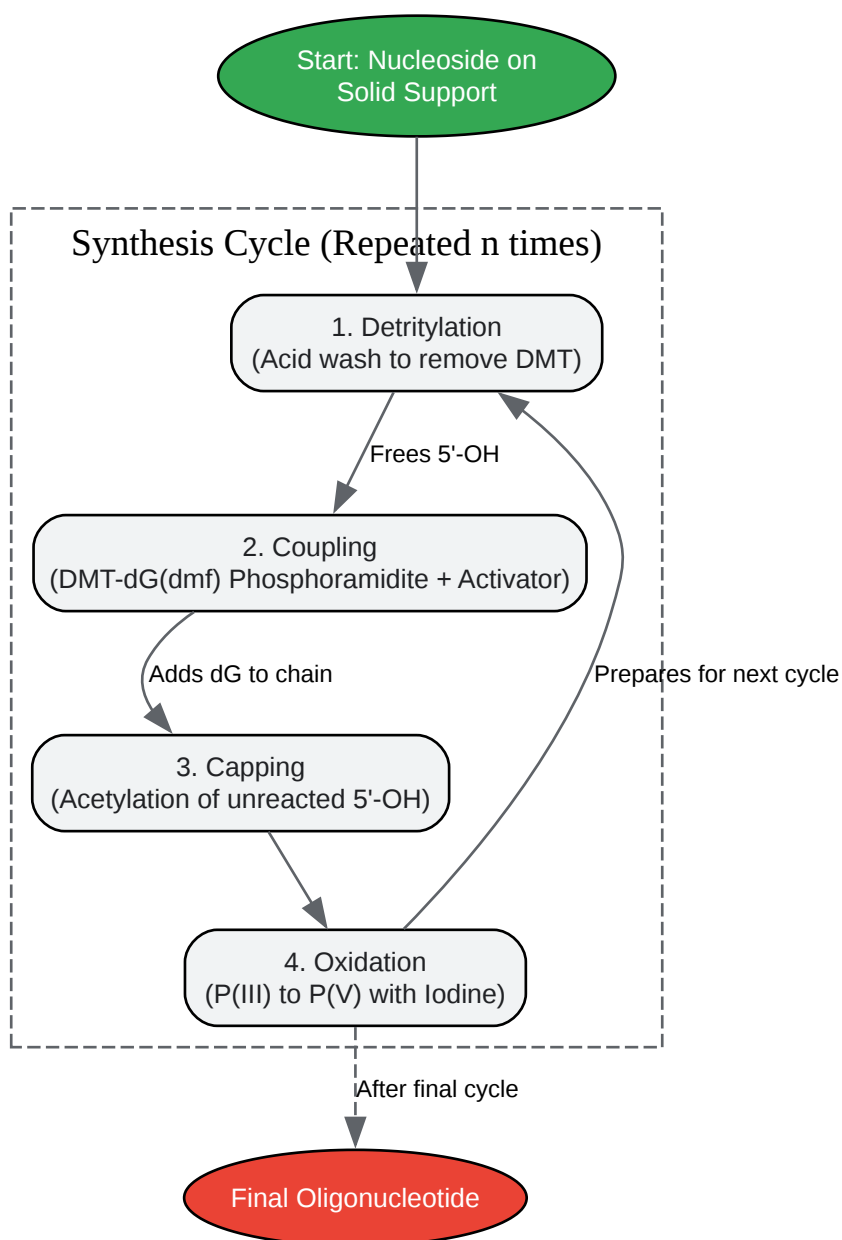 Start: Nucleoside on
Solid Support
Synthesis Cycle (Repeated n times)
1. Detritylation
(Acid wash to remove DMT)
Frees 5'-OH
2. Coupling
(DMT-dG(dmf) Phosphoramidite + Activator)
Adds dG to chain
Prepares for next cycle
3. Capping
(Acetylation of unreacted 5'-OH)
4. Oxidation
(P(III) to P(V) with Iodine)
After final cycle
Final Oligonucleotide